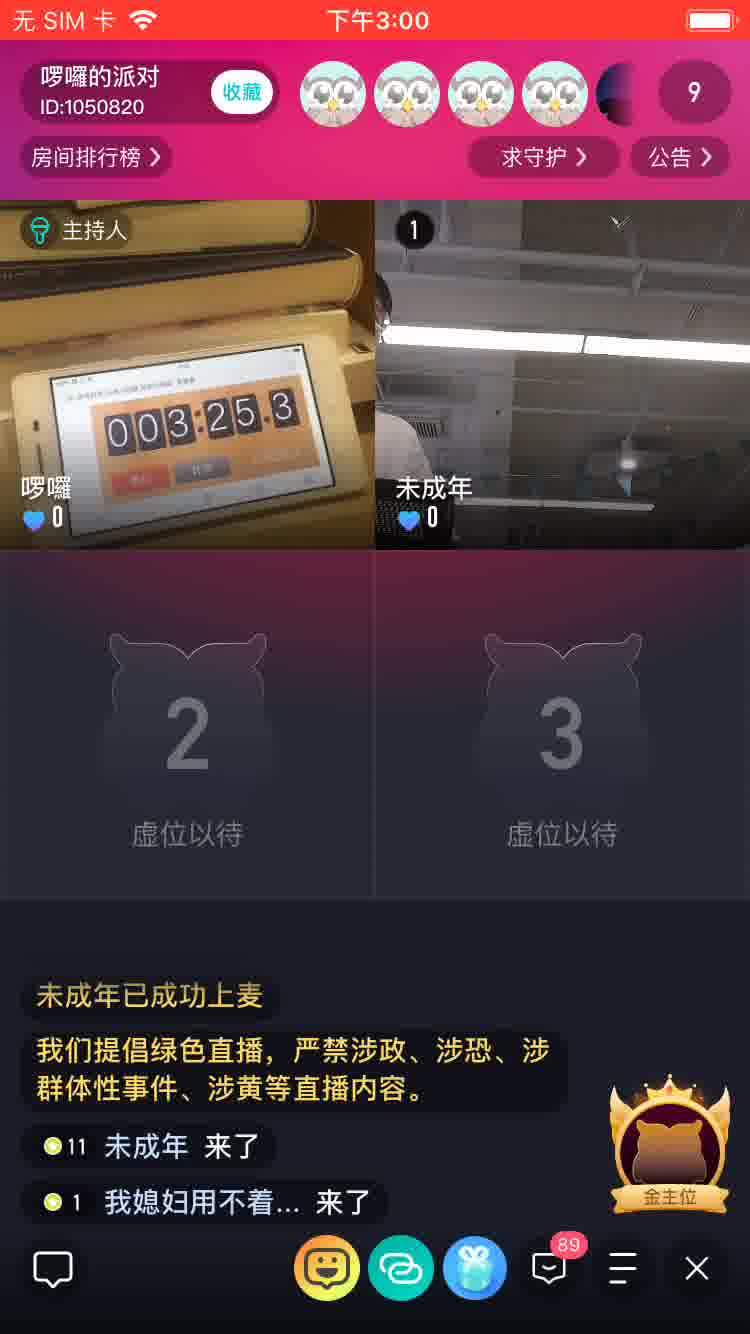 无 SIM 卡 下午3:00
啰囉的派对
收藏
ID:1050820
9
房间排行榜
求守护
公告
主持人
1
003:25.3
啰囉
0
未成年
0
2
3
虚位以待
虚位以待
未成年已成功上麦
我们提倡绿色直播，严禁涉政、涉恐、涉
群体性事件、涉黄等直播内容。
11 未成年 来了
1 我媳妇用不着... 来了
金主位
89